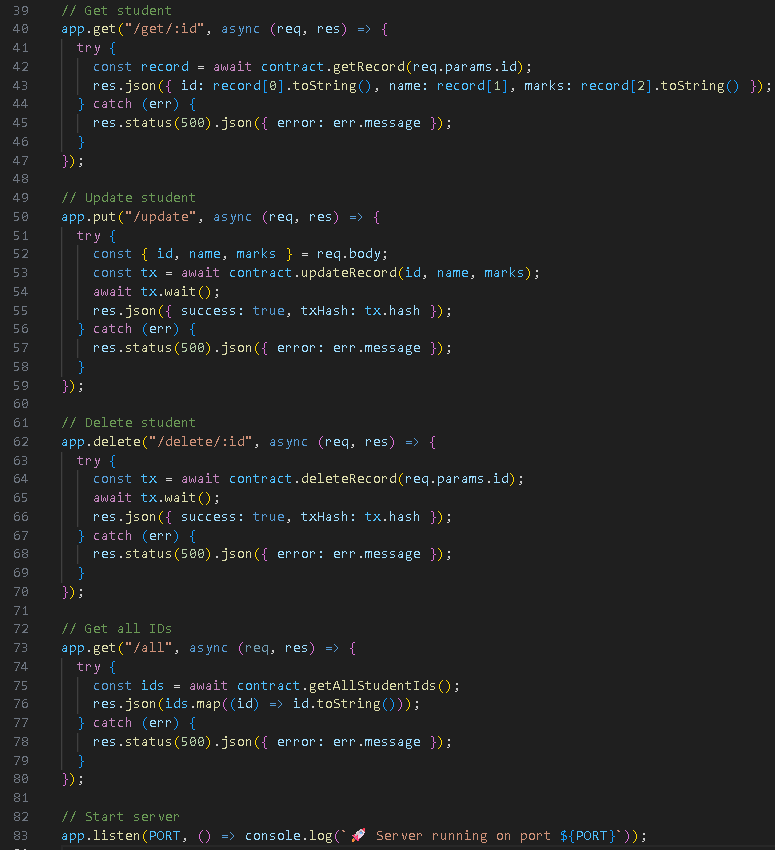 39 // Get student
40 app.get("/get/:id", async (req, res) => {
41   try {
42     const record = await contract.getRecord(req.params.id);
43     res.json({ id: record[0].toString(), name: record[1], marks: record[2].toString() });
44   } catch (err) {
45     res.status(500).json({ error: err.message });
46   }
47 });
48
49 // Update student
50 app.put("/update", async (req, res) => {
51   try {
52     const { id, name, marks } = req.body;
53     const tx = await contract.updateRecord(id, name, marks);
54     await tx.wait();
55     res.json({ success: true, txHash: tx.hash });
56   } catch (err) {
57     res.status(500).json({ error: err.message });
58   }
59 });
60
61 // Delete student
62 app.delete("/delete/:id", async (req, res) => {
63   try {
64     const tx = await contract.deleteRecord(req.params.id);
65     await tx.wait();
66     res.json({ success: true, txHash: tx.hash });
67   } catch (err) {
68     res.status(500).json({ error: err.message });
69   }
70 });
71
72 // Get all IDs
73 app.get("/all", async (req, res) => {
74   try {
75     const ids = await contract.getAllStudentIds();
76     res.json(ids.map((id) => id.toString()));
77   } catch (err) {
78     res.status(500).json({ error: err.message });
79   }
80 });
81
82 // Start server
83 app.listen(PORT, () => console.log(`🚀 Server running on port ${PORT}`));